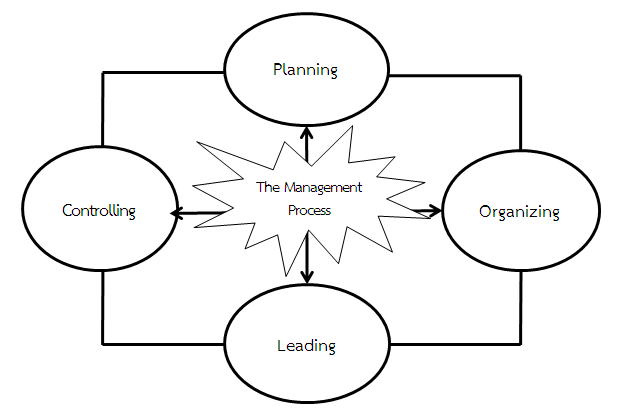 Planning
The Management
Process
Controlling
Organizing
Leading